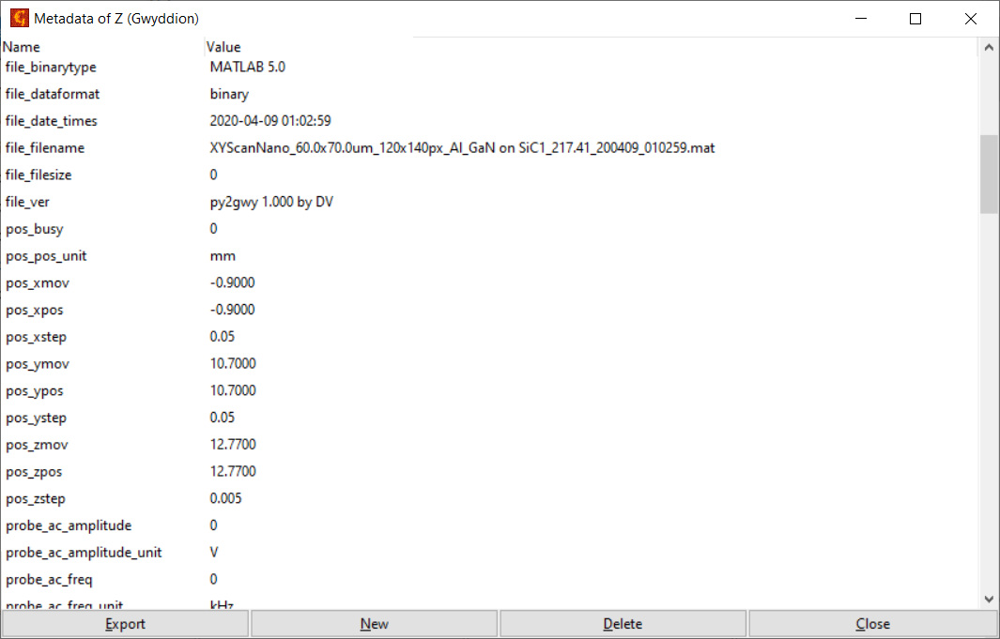 Metadata of Z (Gwyddion)
Name Value
file_binarytype MATLAB 5.0
file_dataformat binary
file_date_times 2020-04-09 01:02:59
file_filename XYScanNano_60.0x70.0um_120x140px_Al_GaN on SiC1_217.41_200409_010259.mat
file_filesize 0
file_ver py2gwy 1.000 by DV
pos_busy 0
pos_pos_unit mm
pos_xmov -0.9000
pos_xpos -0.9000
pos_xstep 0.05
pos_ymov 10.7000
pos_ypos 10.7000
pos_ystep 0.05
pos_zmov 12.7700
pos_zpos 12.7700
pos_zstep 0.005
probe_ac_amplitude 0
probe_ac_amplitude_unit V
probe_ac_freq 0
probe_ac_freq_unit kHz
Export New Delete Close